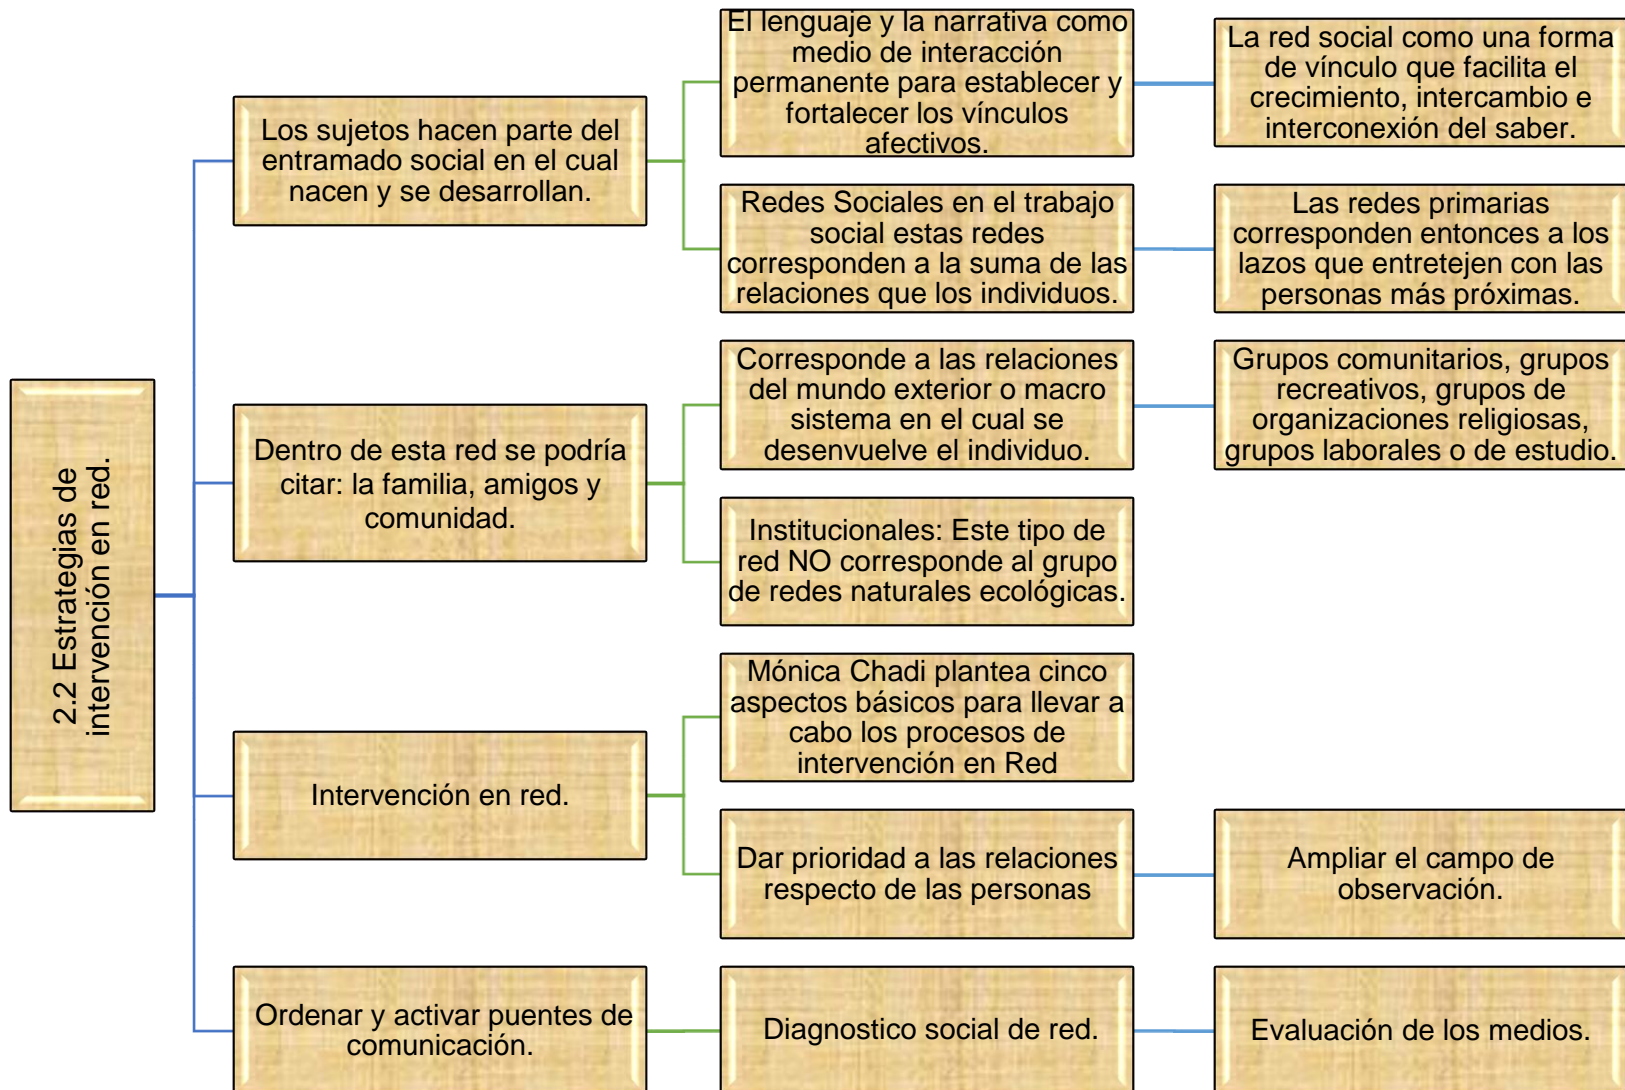 2.2 Estrategias de
intervención en red.
Los sujetos hacen parte del
entramado social en el cual
nacen y se desarrollan.
El lenguaje y la narrativa como
medio de interacción
permanente para establecer y
fortalecer los vínculos
afectivos.
La red social como una forma
de vínculo que facilita el
crecimiento, intercambio e
interconexión del saber.
Redes Sociales en el trabajo
social estas redes
corresponden a la suma de las
relaciones que los individuos.
Las redes primarias
corresponden entonces a los
lazos que entretejen con las
personas más próximas.
Dentro de esta red se podría
citar: la familia, amigos y
comunidad.
Corresponde a las relaciones
del mundo exterior o macro
sistema en el cual se
desenvuelve el individuo.
Grupos comunitarios, grupos
recreativos, grupos de
organizaciones religiosas,
grupos laborales o de estudio.
Institucionales: Este tipo de
red NO corresponde al grupo
de redes naturales ecológicas.
Intervención en red.
Mónica Chadi plantea cinco
aspectos básicos para llevar a
cabo los procesos de
intervención en Red
Dar prioridad a las relaciones
respecto de las personas
Ampliar el campo de
observación.
Ordenar y activar puentes de
comunicación.
Diagnostico social de red.
Evaluación de los medios.